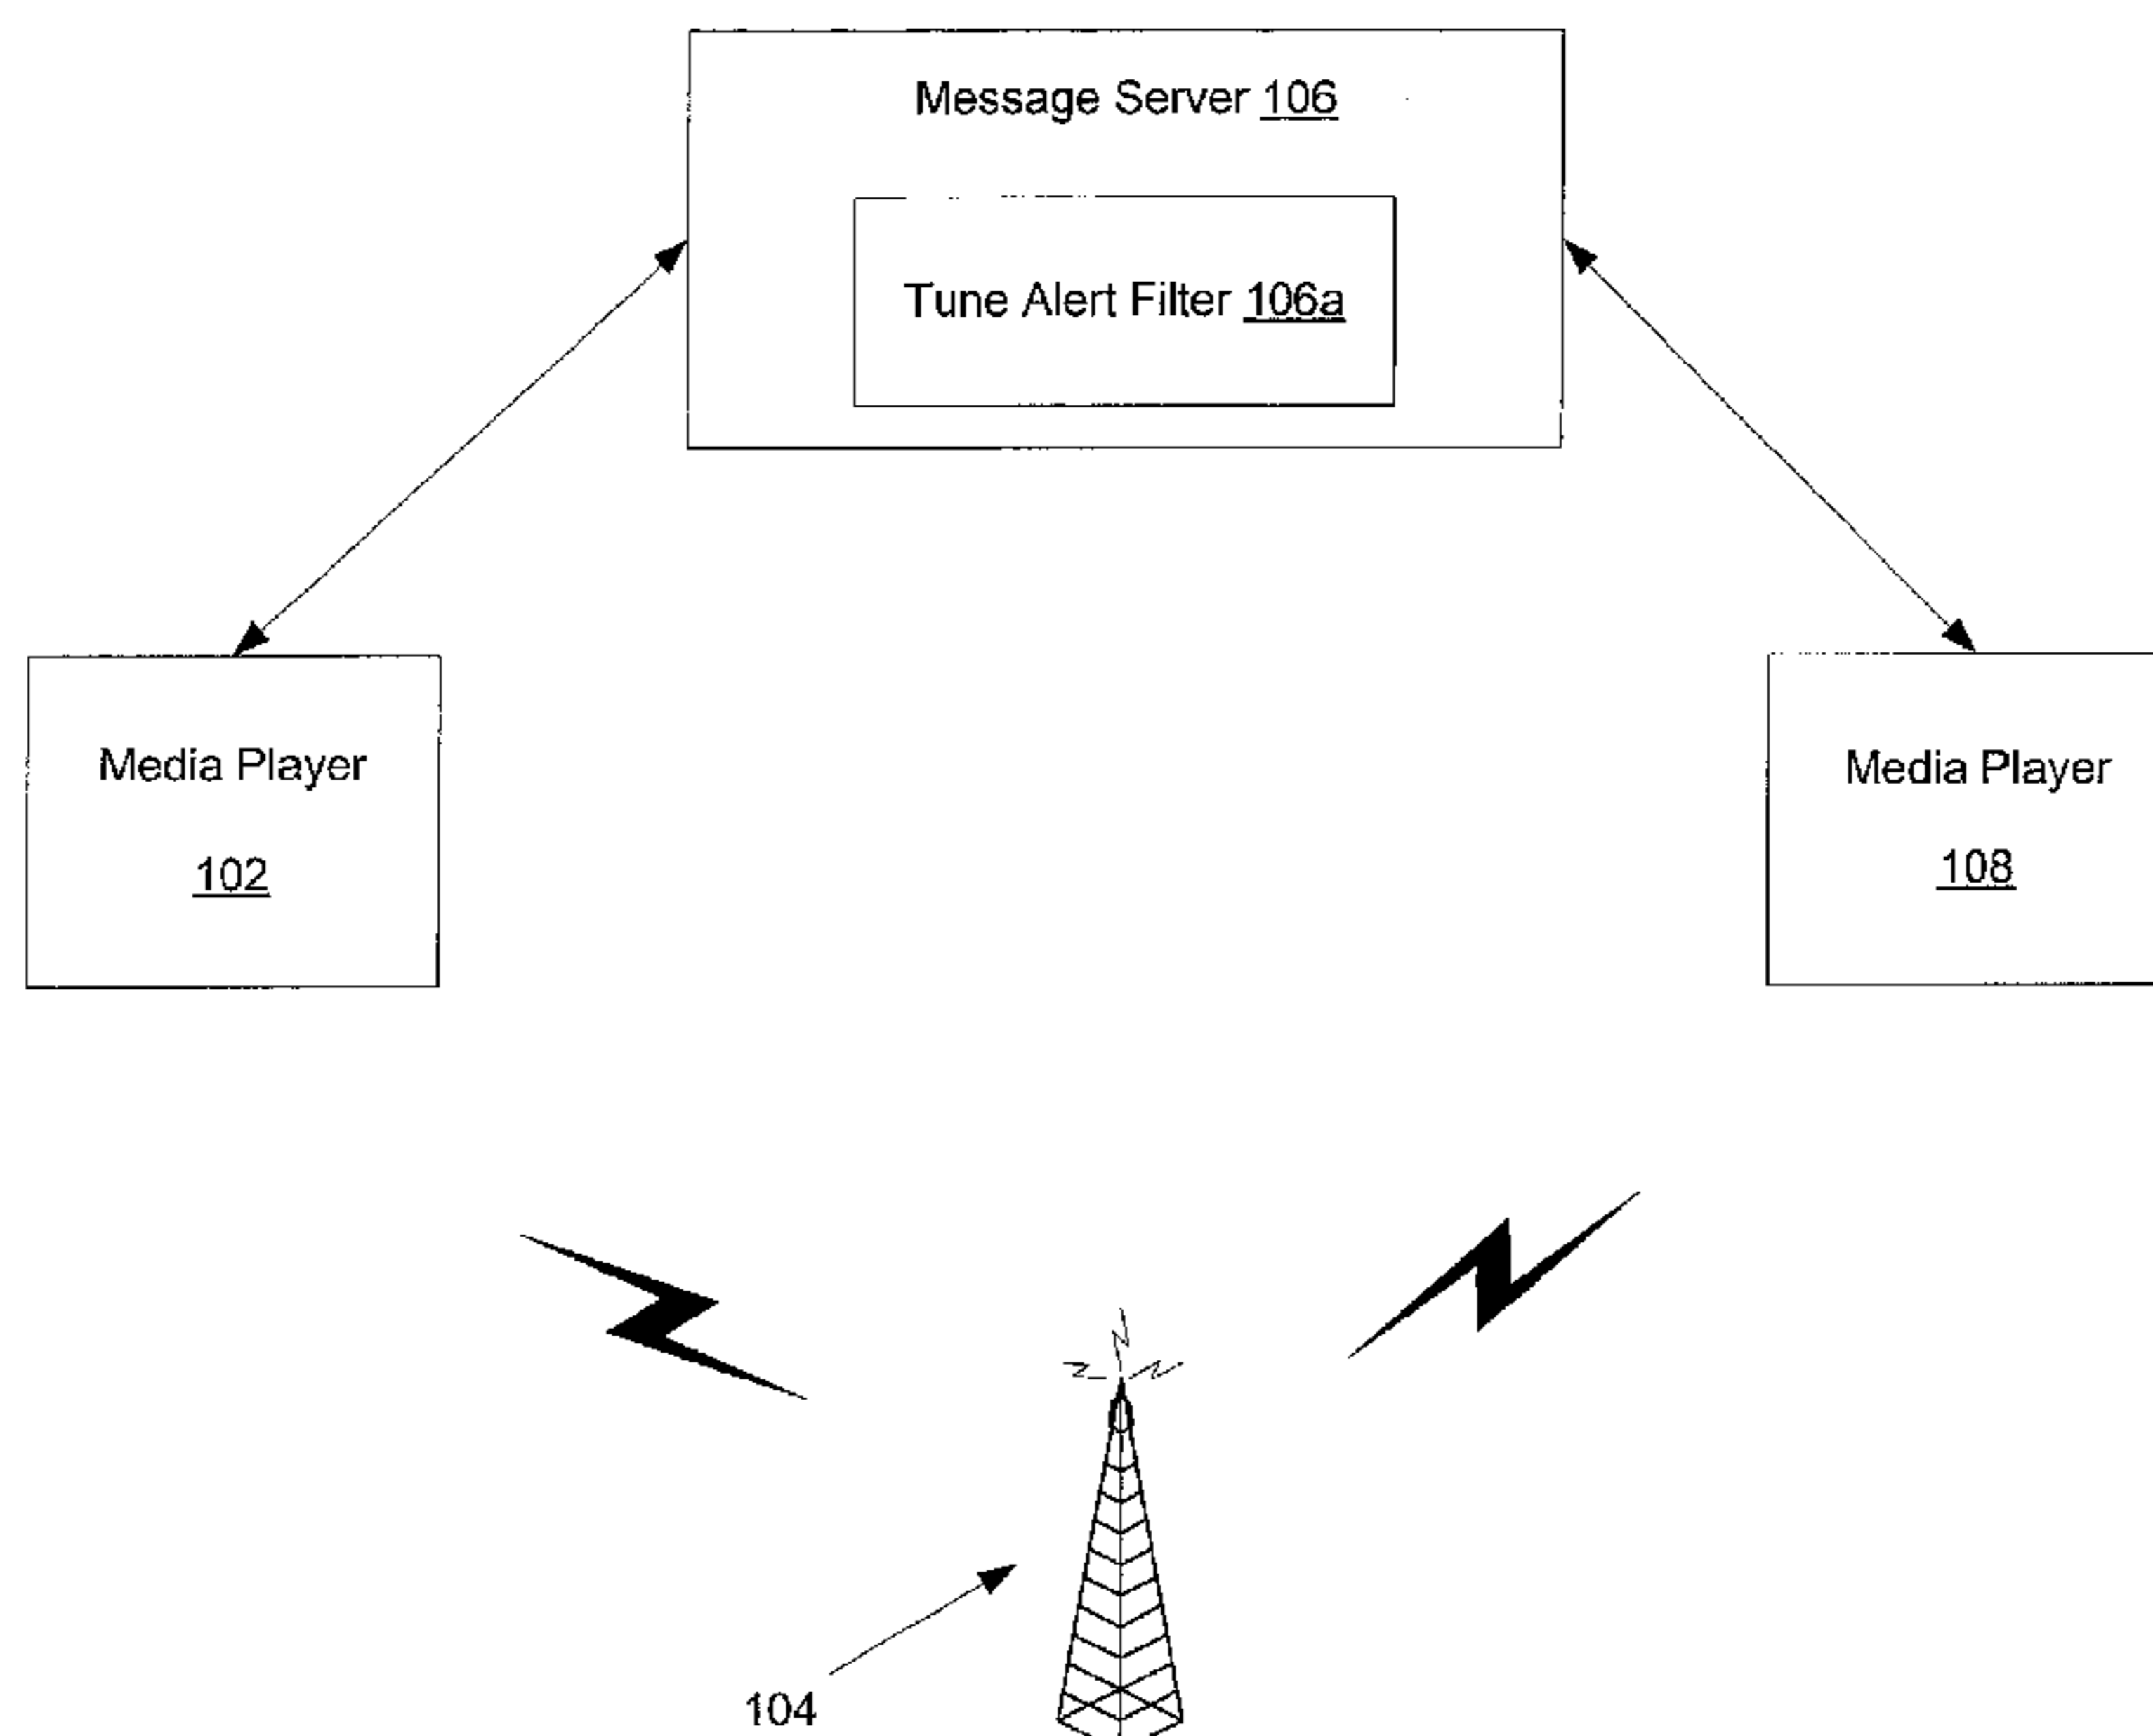 Message Server 106
Tune Alert Filter 106a
Media Player
102
Media Player
108
104